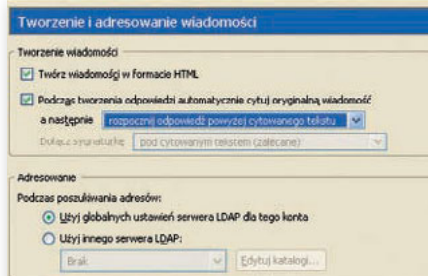 Tworzenie i adresowanie wiadomości
Tworzenie wiadomości
Twórz wiadomości w formacie HTML
Podczas tworzenia odpowiedzi automatycznie cytuj oryginalną wiadomość
a następnie rozpocznij odpowiedź powyżej cytowanego tekstu
Dołącz sygnaturkę pod cytowanym tekstem (zalecane)
Adresowanie
Podczas poszukiwania adresów:
Użyj globalnych ustawień serwera LDAP dla tego konta
Użyj innego serwera LDAP:
Brak Edytuj katalogi...